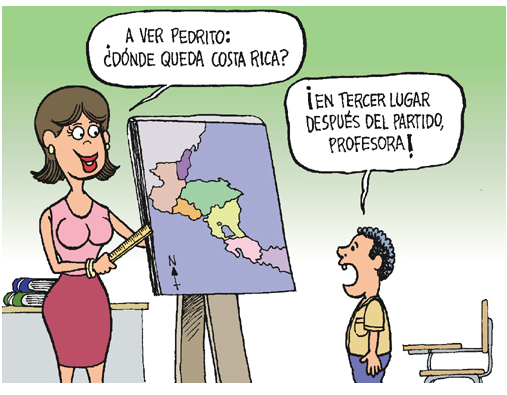 A VER PEDRITO:
¿DÓNDE QUEDA COSTA RICA?
¡EN TERCER LUGAR
DESPUÉS DEL PARTIDO,
PROFESORA!
N